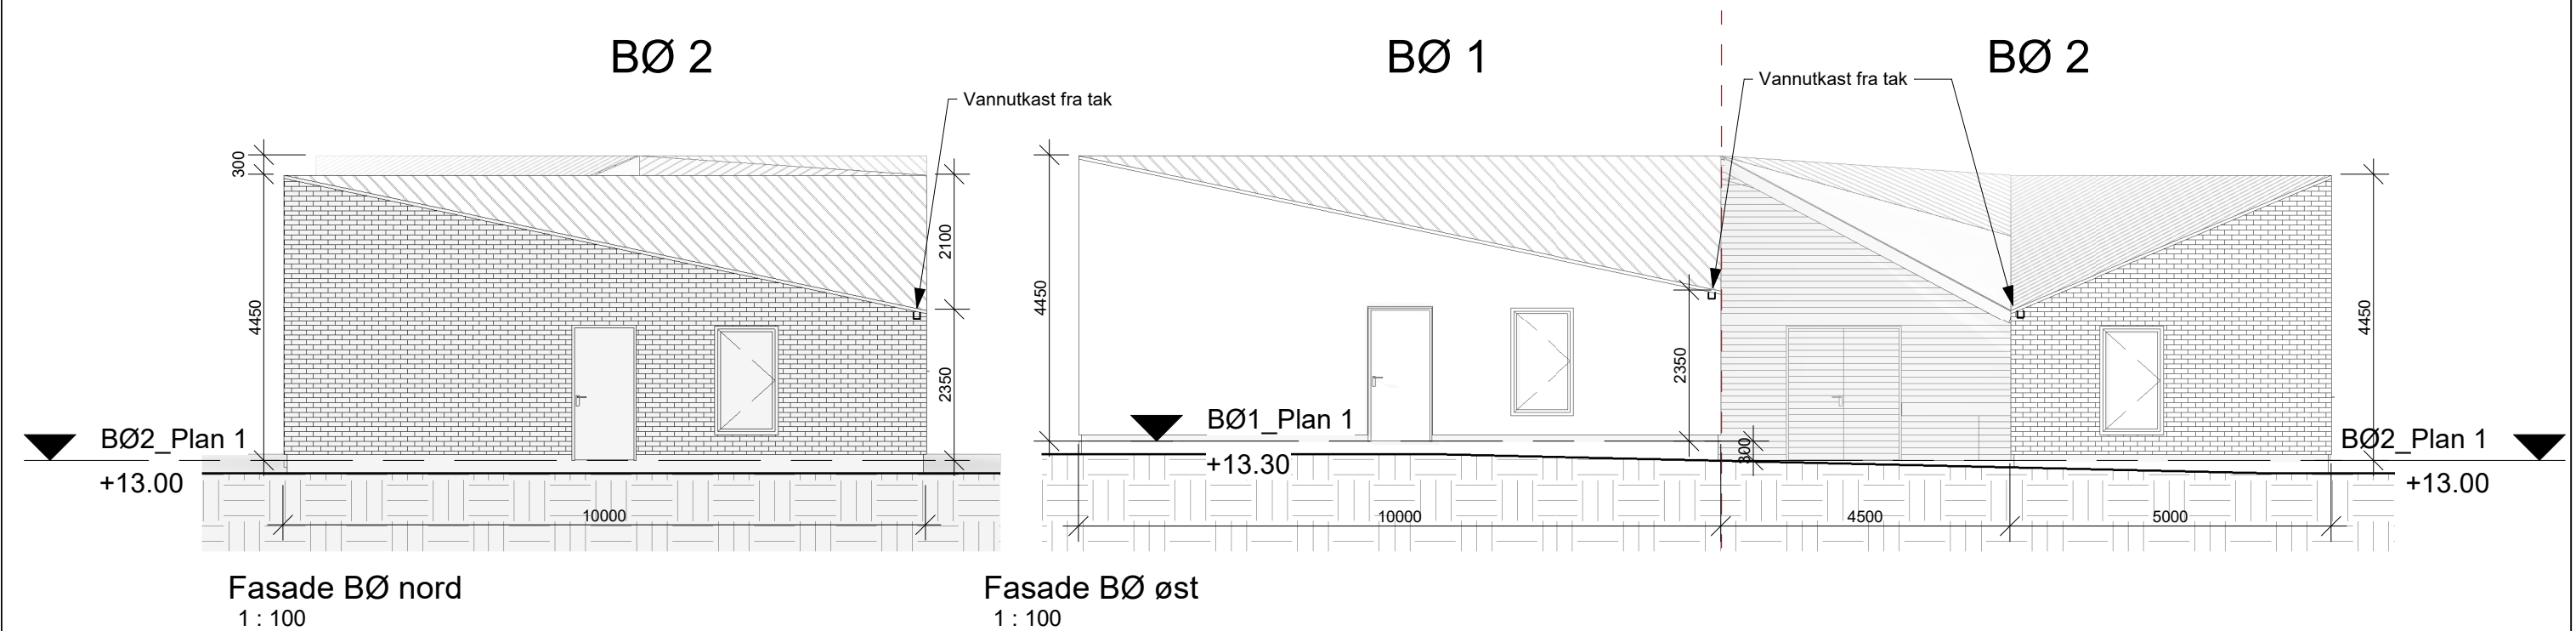 BØ 2
Vannutkast fra tak
300
2100
4450
2350
BØ2_Plan 1
+13.00
10000
Fasade BØ nord
1 : 100
BØ 1
BØ 2
Vannutkast fra tak
4450
2350
BØ1_Plan 1
+13.30
300
4450
BØ2_Plan 1
+13.00
10000
4500
5000
Fasade BØ øst
1 : 100